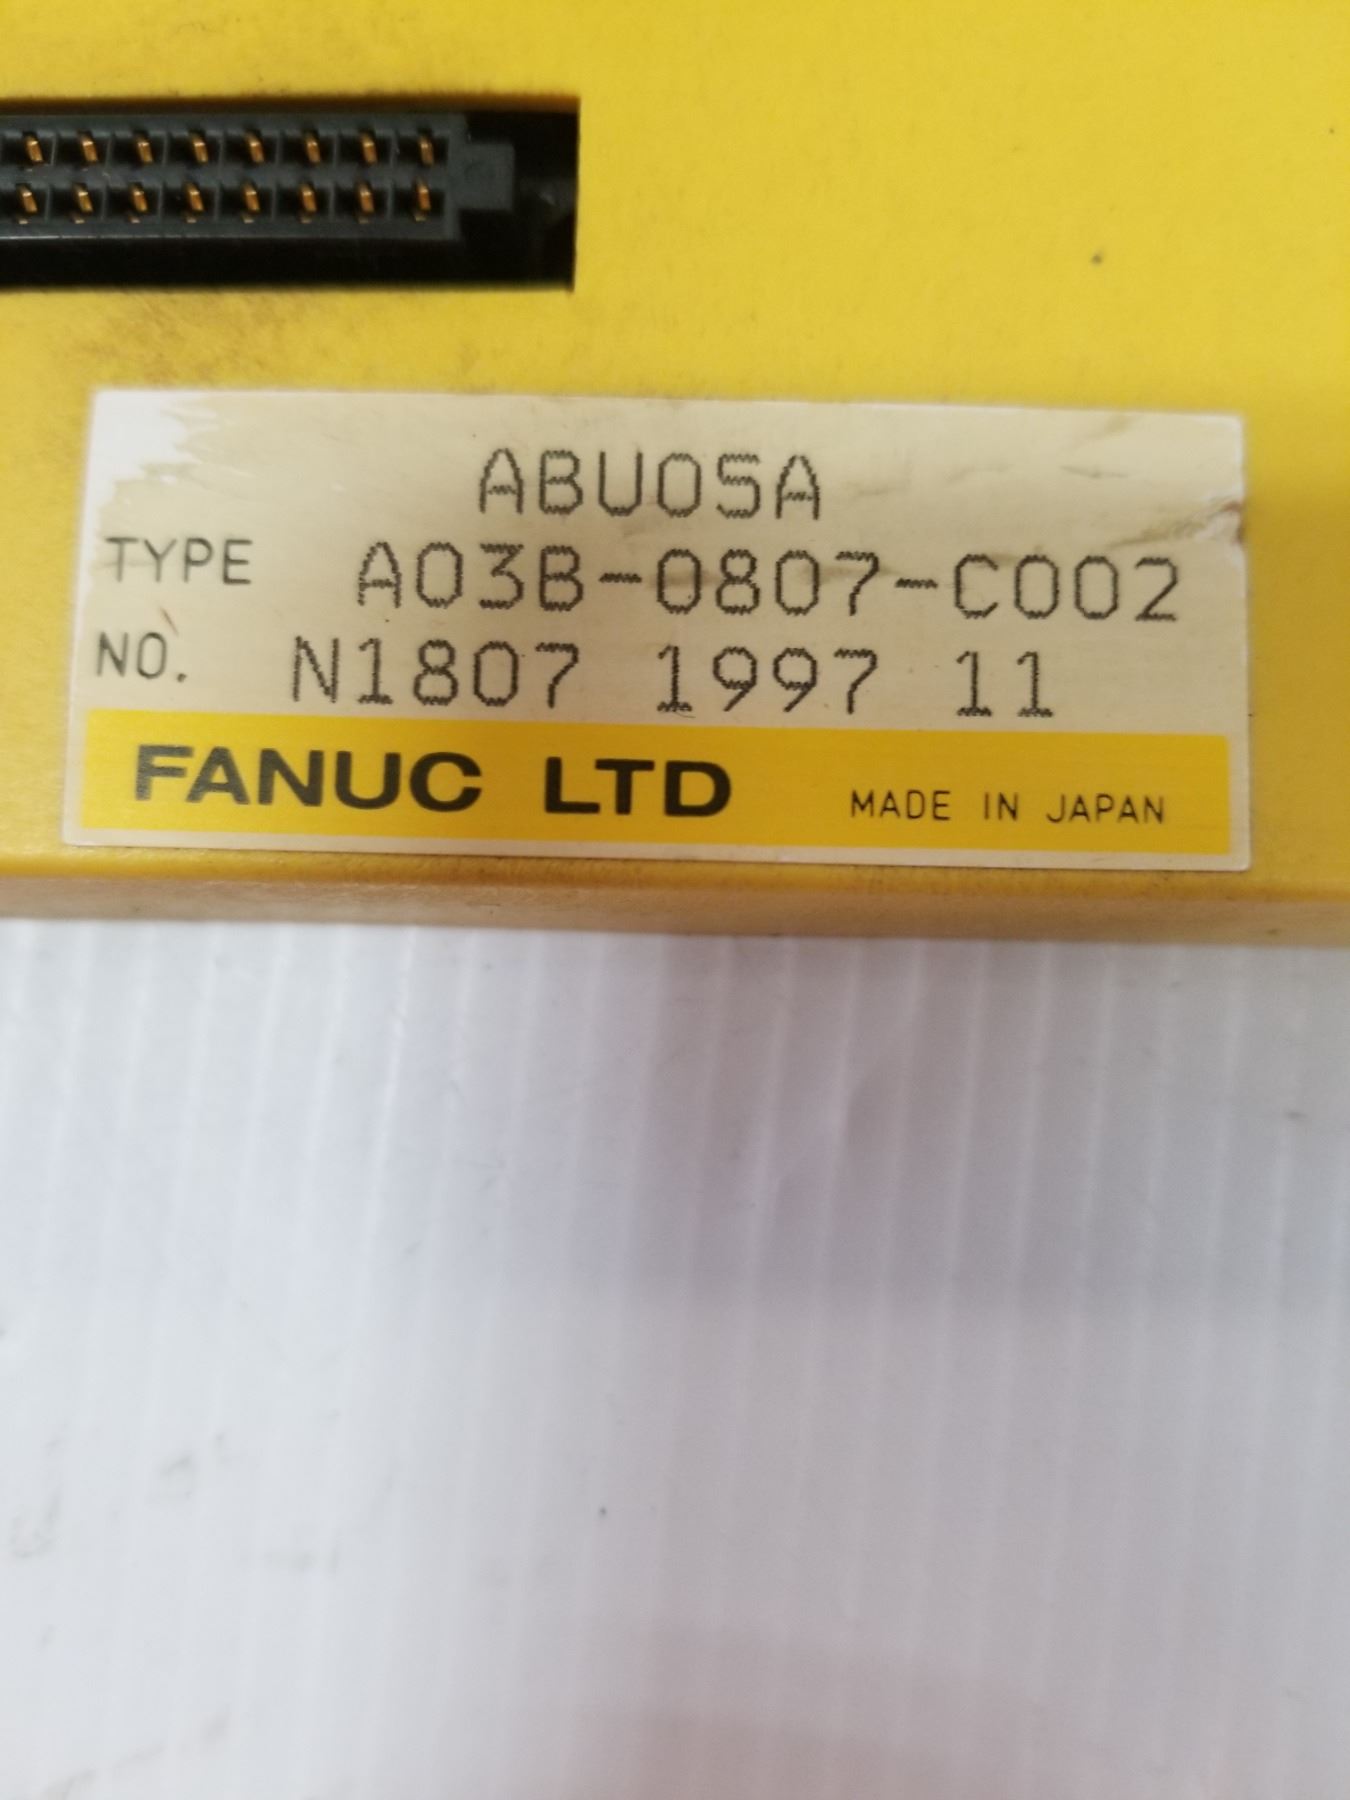 ABU05A
TYPE A03B-0807-C002
NO. N1807 1997 11
FANUC LTD MADE IN JAPAN